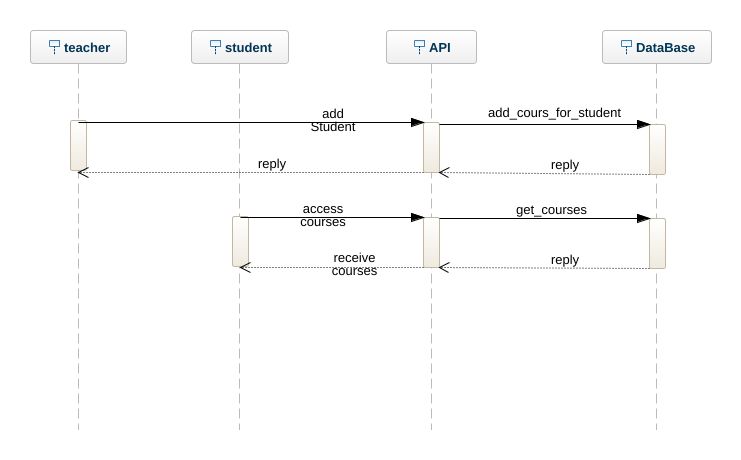 teacher
student
API
DataBase
add
Student
add_cours_for_student
reply
reply
access
courses
get_courses
receive
courses
reply